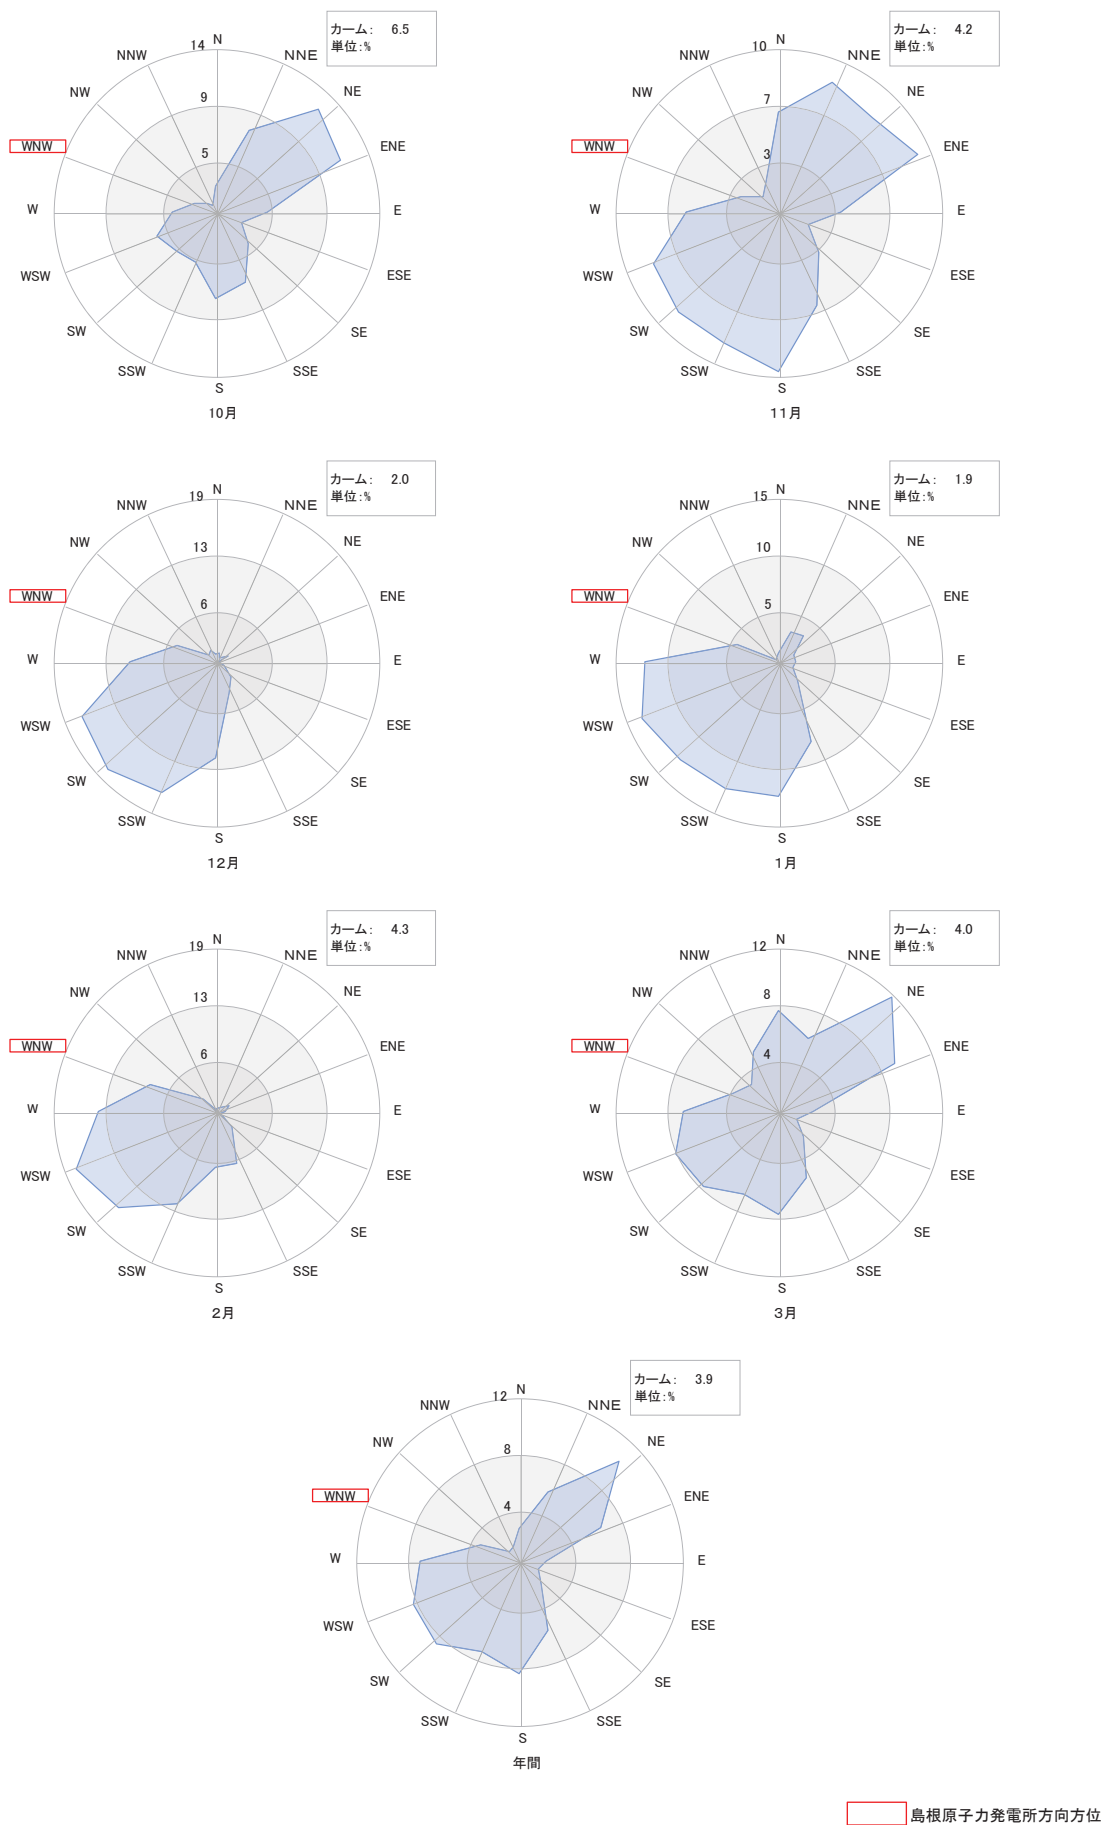 カーム： 6.5
単位：%
14
9
5
N
NNE
NE
ENE
E
ESE
SE
SSE
S
SSW
SW
WSW
W
WNW
NW
NNW
10月
カーム： 4.2
単位：%
10
7
3
N
NNE
NE
ENE
E
ESE
SE
SSE
S
SSW
SW
WSW
W
WNW
NW
NNW
11月
カーム： 2.0
単位：%
19
13
6
N
NNE
NE
ENE
E
ESE
SE
SSE
S
SSW
SW
WSW
W
WNW
NW
NNW
12月
カーム： 1.9
単位：%
15
10
5
N
NNE
NE
ENE
E
ESE
SE
SSE
S
SSW
SW
WSW
W
WNW
NW
NNW
1月
カーム： 4.3
単位：%
19
13
6
N
NNE
NE
ENE
E
ESE
SE
SSE
S
SSW
SW
WSW
W
WNW
NW
NNW
2月
カーム： 4.0
単位：%
12
8
4
N
NNE
NE
ENE
E
ESE
SE
SSE
S
SSW
SW
WSW
W
WNW
NW
NNW
3月
カーム： 3.9
単位：%
12
8
4
N
NNE
NE
ENE
E
ESE
SE
SSE
S
SSW
SW
WSW
W
WNW
NW
NNW
年間
島根原子力発電所方向方位